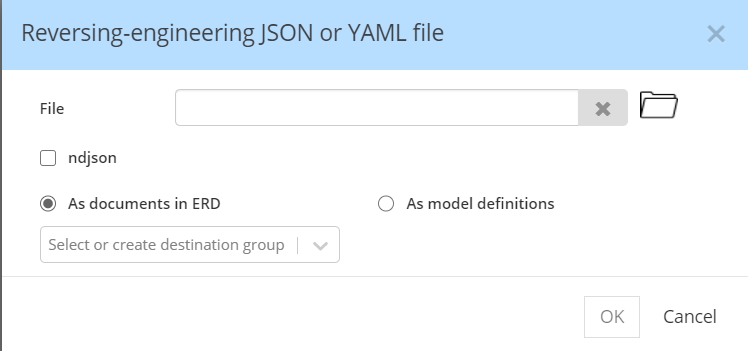 Reversing-engineering JSON or YAML file
File
ndjson
As documents in ERD
As model definitions
Select or create destination group
OK
Cancel